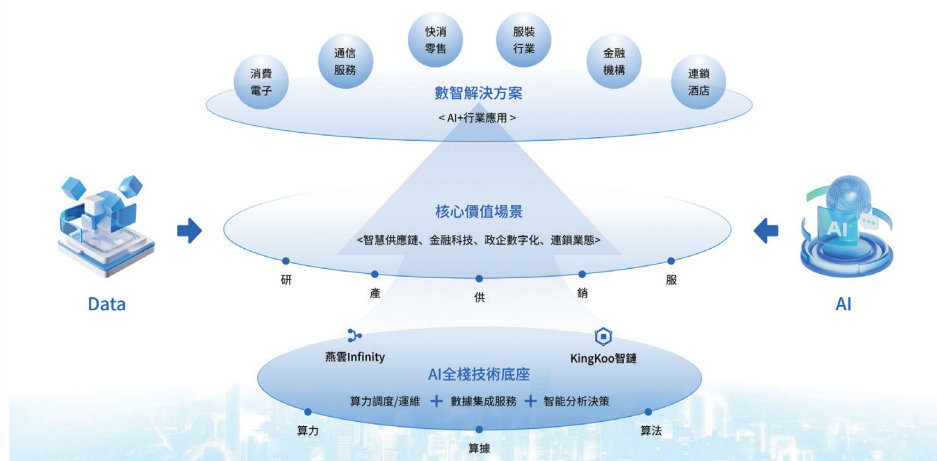 快消
零售
服裝
行業
通信
服務
金融
機構
消費
電子
連鎖
酒店
數智解決方案
< AI+行業應用 >
核心價值場景
<智慧供應鏈、金融科技、政企數字化、連鎖業態>
AI
研
產
供
銷
服
Data
AI
燕雲Infinity
KingKoo智鏈
AI全棧技術底座
算力調度/運維 + 數據集成服務 + 智能分析決策
算力
算據
算法